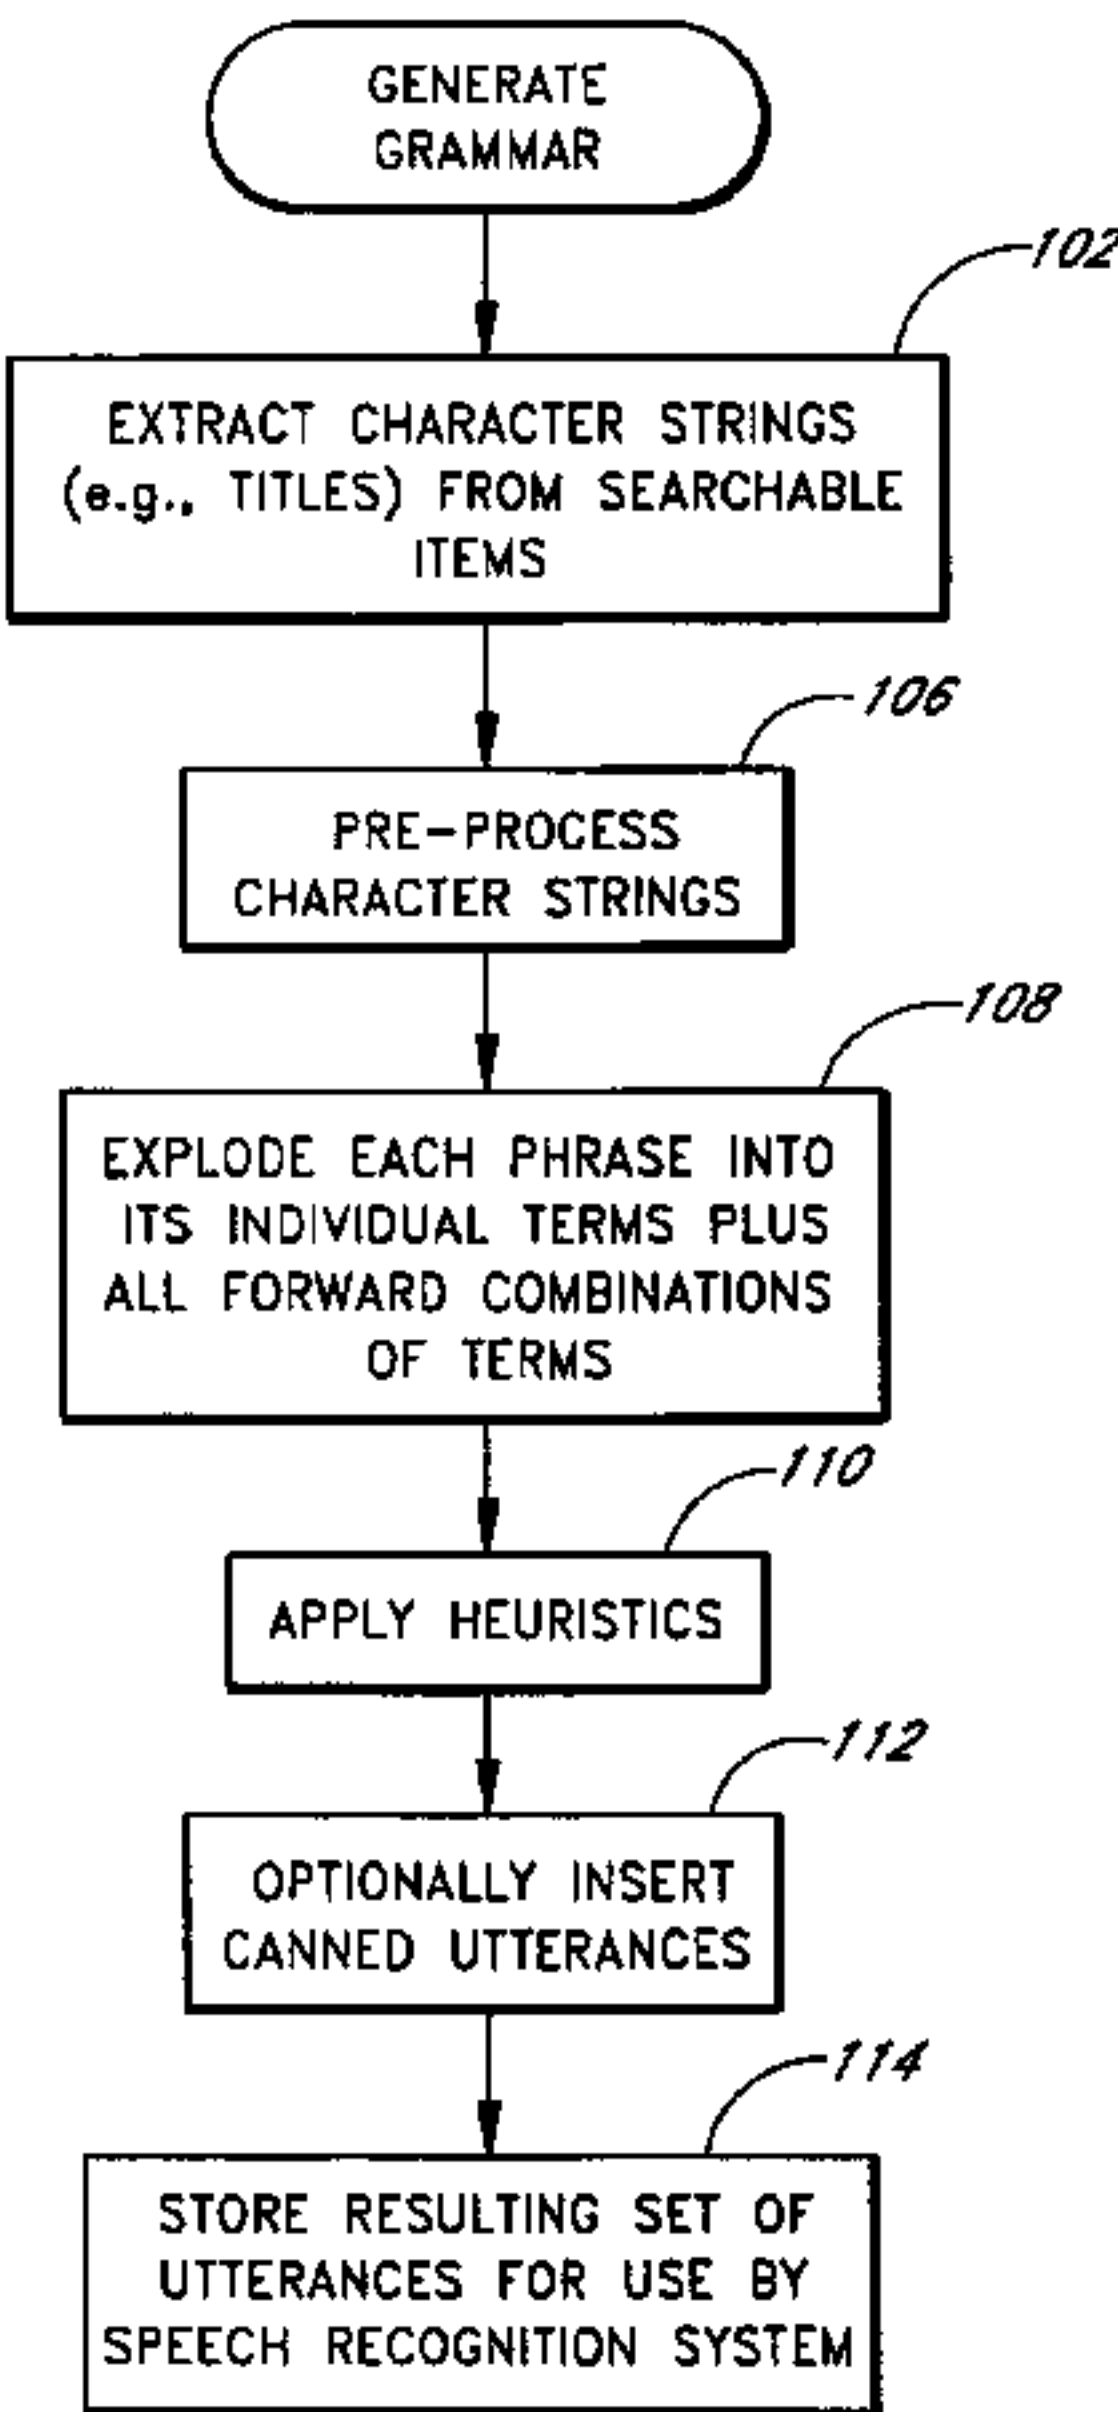 GENERATE
GRAMMAR
102
EXTRACT CHARACTER STRINGS
(e.g., TITLES) FROM SEARCHABLE
ITEMS
106
PRE-PROCESS
CHARACTER STRINGS
108
EXPLODE EACH PHRASE INTO
ITS INDIVIDUAL TERMS PLUS
ALL FORWARD COMBINATIONS
OF TERMS
110
APPLY HEURISTICS
112
OPTIONALLY INSERT
CANNED UTTERANCES
114
STORE RESULTING SET OF
UTTERANCES FOR USE BY
SPEECH RECOGNITION SYSTEM